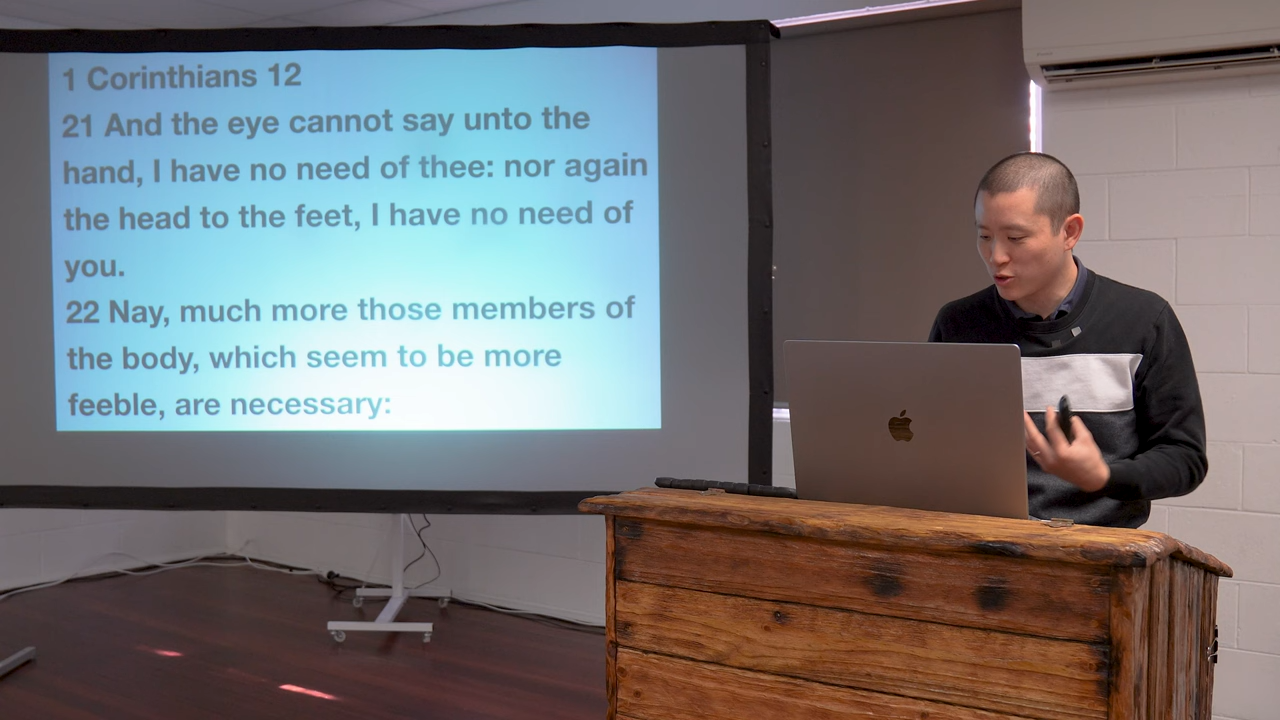 1 Corinthians 12
21 And the eye cannot say unto the
hand, I have no need of thee: nor again
the head to the feet, I have no need of
you.
22 Nay, much more those members of
the body, which seem to be more
feeble, are necessary: